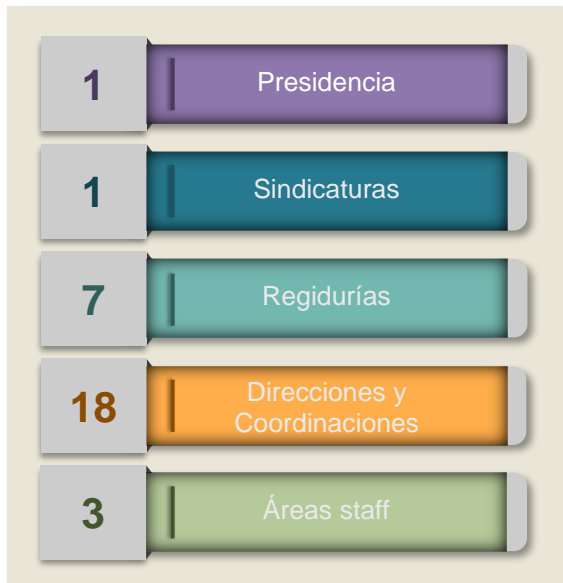 1
Presidencia
1
Sindicaturas
7
Regidurías
18
Direcciones y
Coordinaciones
3
Áreas staff